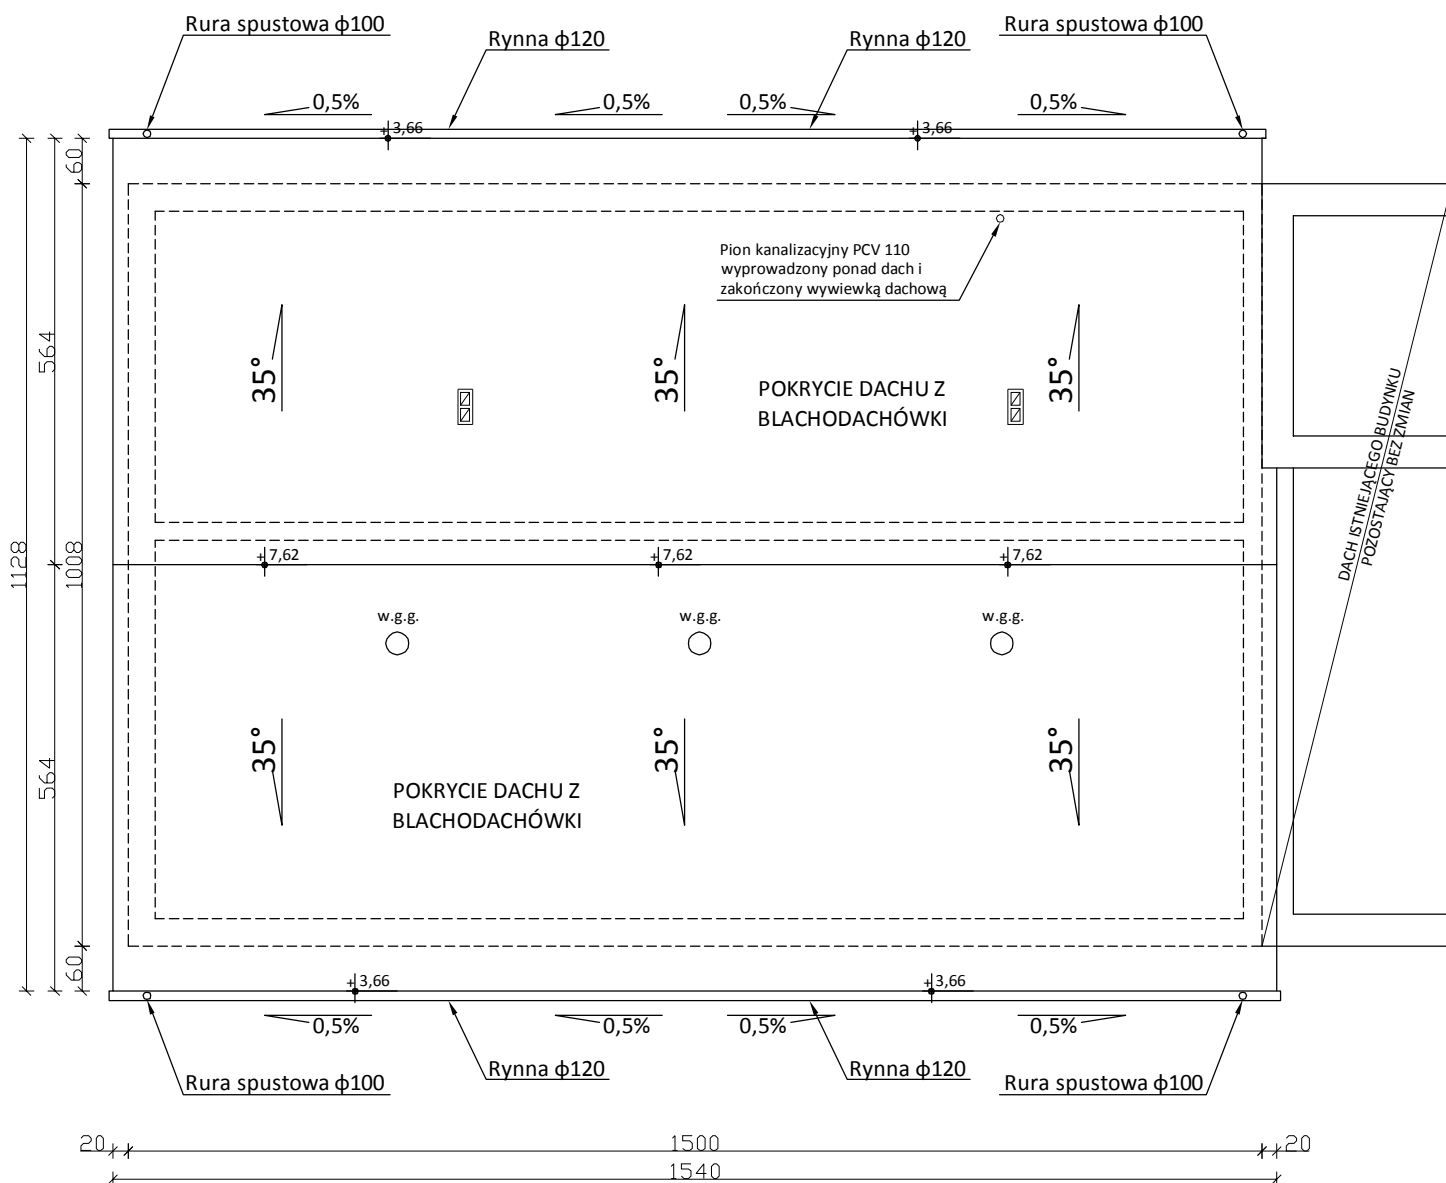 Rura spustowa ϕ100
Rynna ϕ120
Rynna ϕ120
Rura spustowa ϕ100
0,5%
0,5%
0,5%
0,5%
+3,66
+3,66
60
Pion kanalizacyjny PCV 110
wyprowadzony ponad dach i
zakończony wywiewką dachową
564
35°
35°
35°
POKRYCIE DACHU Z
BLACHODACHÓWKI
DACH ISTNIEJĄCEGO BUDYNKU
POZOSTAJĄCY BEZ ZMIAN
1128
1008
+7,62
+7,62
+7,62
w.g.g.
w.g.g.
w.g.g.
564
35°
35°
35°
POKRYCIE DACHU Z
BLACHODACHÓWKI
60
+3,66
+3,66
0,5%
0,5%
0,5%
0,5%
Rura spustowa ϕ100
Rynna ϕ120
Rynna ϕ120
Rura spustowa ϕ100
20
1500
20
1540